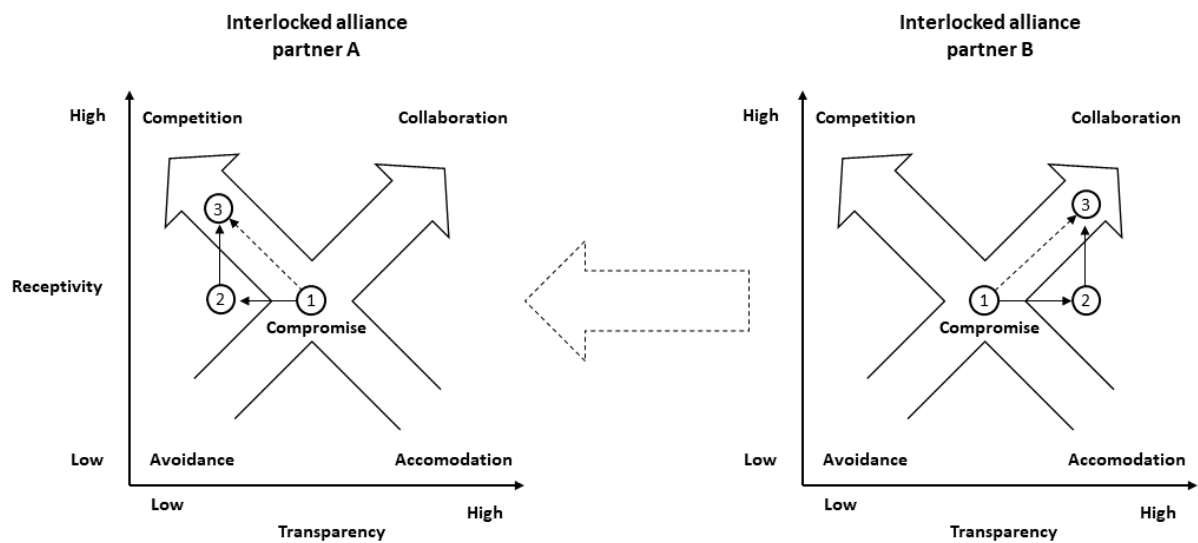 Interlocked alliance
partner A
High
Competition
Collaboration
3
Receptivity
2
1
Compromise
Low
Avoidance
Accomodation
Low
High
Transparency
Interlocked alliance
partner B
High
Competition
Collaboration
3
1
2
Compromise
Low
Avoidance
Accomodation
Low
High
Transparency